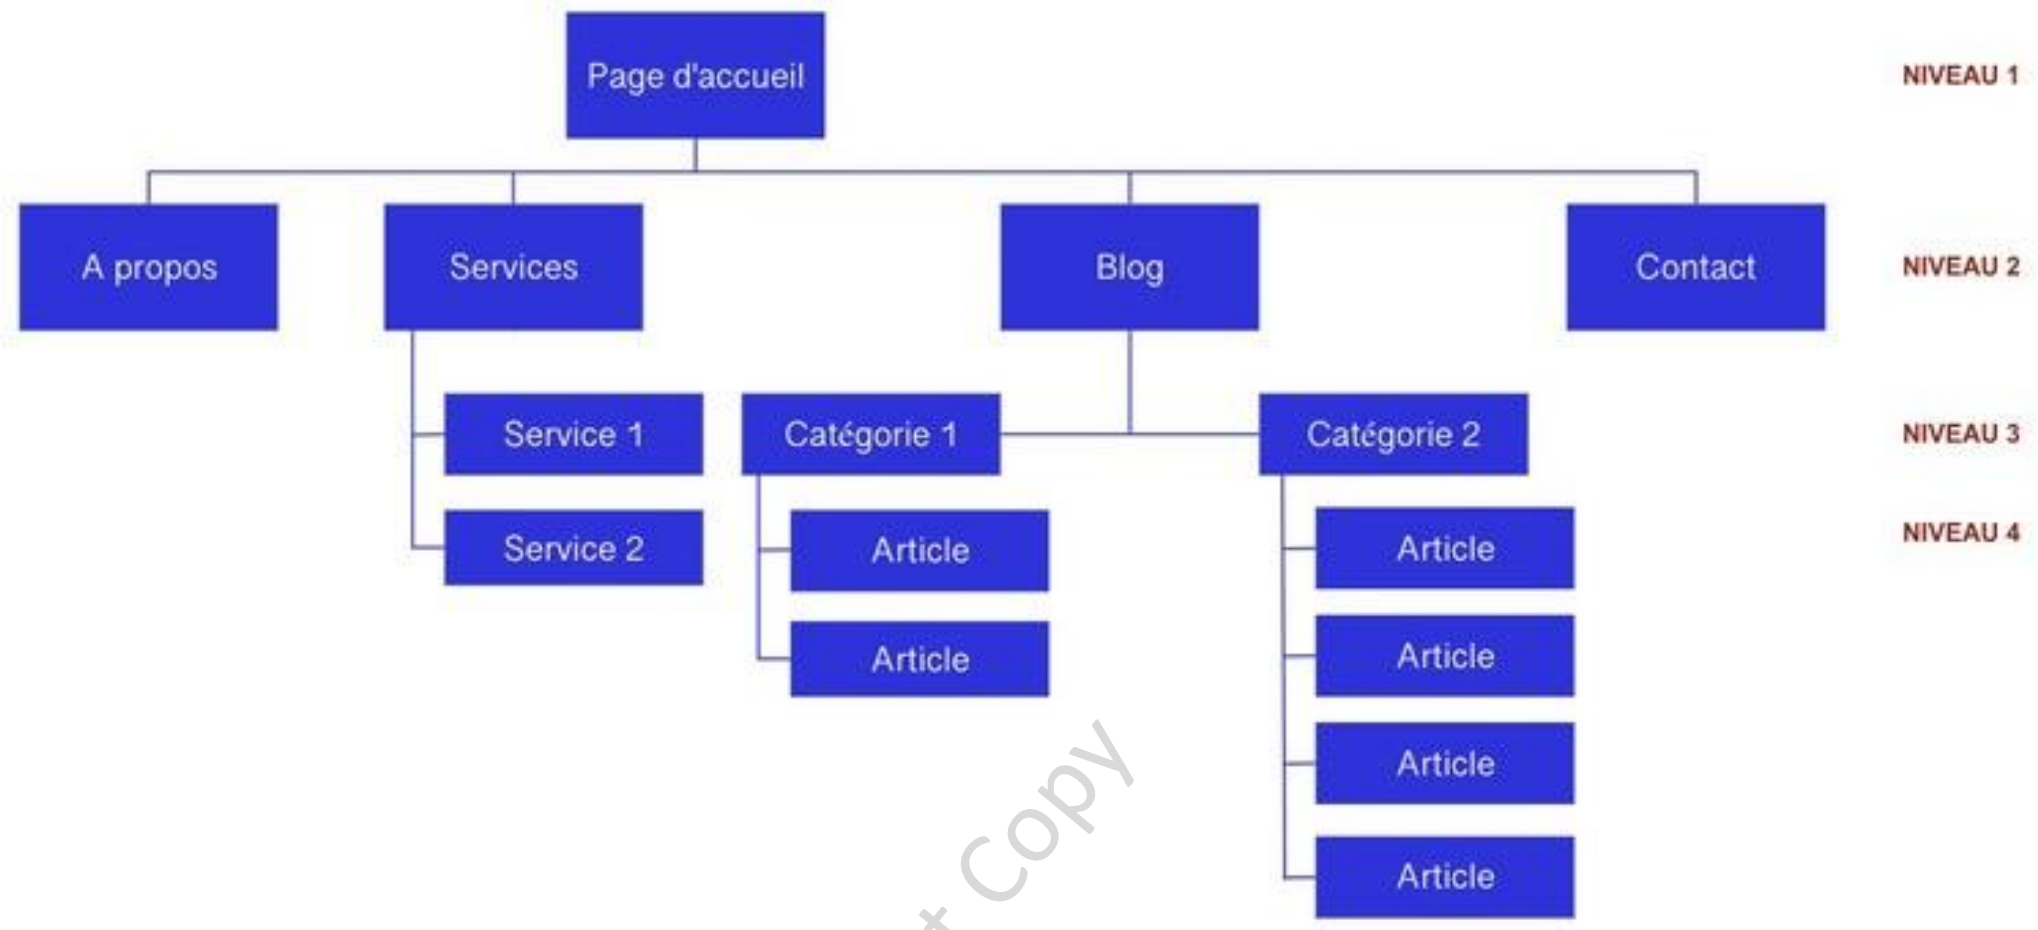 Page d'accueil
NIVEAU 1
A propos
Services
Blog
Contact
NIVEAU 2
Service 1
Catégorie 1
Catégorie 2
NIVEAU 3
Service 2
Article
Article
NIVEAU 4
Article
Article
Article
Article
Copy